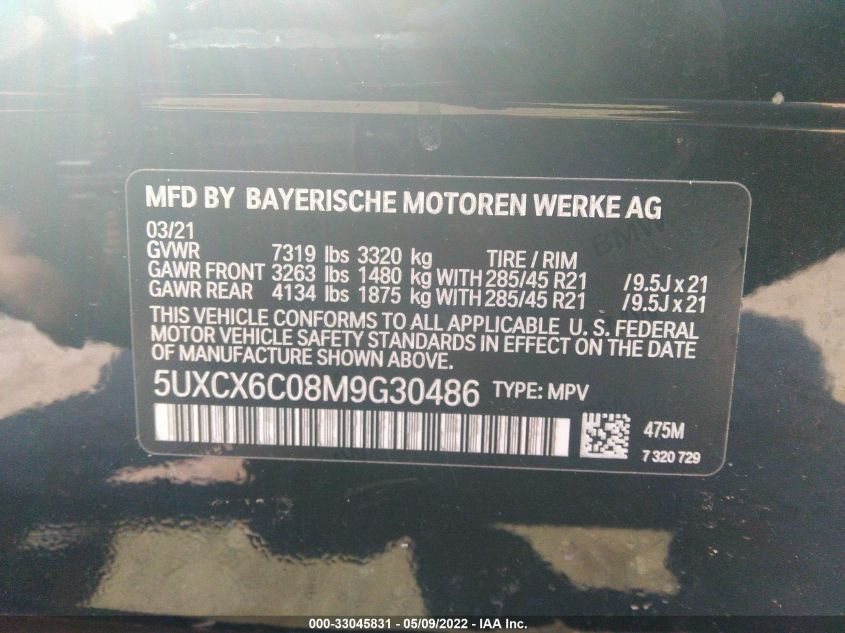 MFD BY BAYERISCHE MOTOREN WERKE AG
03/21
GVWR 7319 lbs 3320 kg TIRE / RIM
GAWR FRONT 3263 lbs 1480 kg WITH 285/45 R21 /9.5J x 21
GAWR REAR 4134 lbs 1875 kg WITH 285/45 R21 /9.5J x 21
THIS VEHICLE CONFORMS TO ALL APPLICABLE U. S. FEDERAL
MOTOR VEHICLE SAFETY STANDARDS IN EFFECT ON THE DATE
OF MANUFACTURE SHOWN ABOVE.
5UXCX6C08M9G30486 TYPE: MPV
475M
7 320 729
BMW
000-33045831 - 05/09/2022 - IAA Inc.